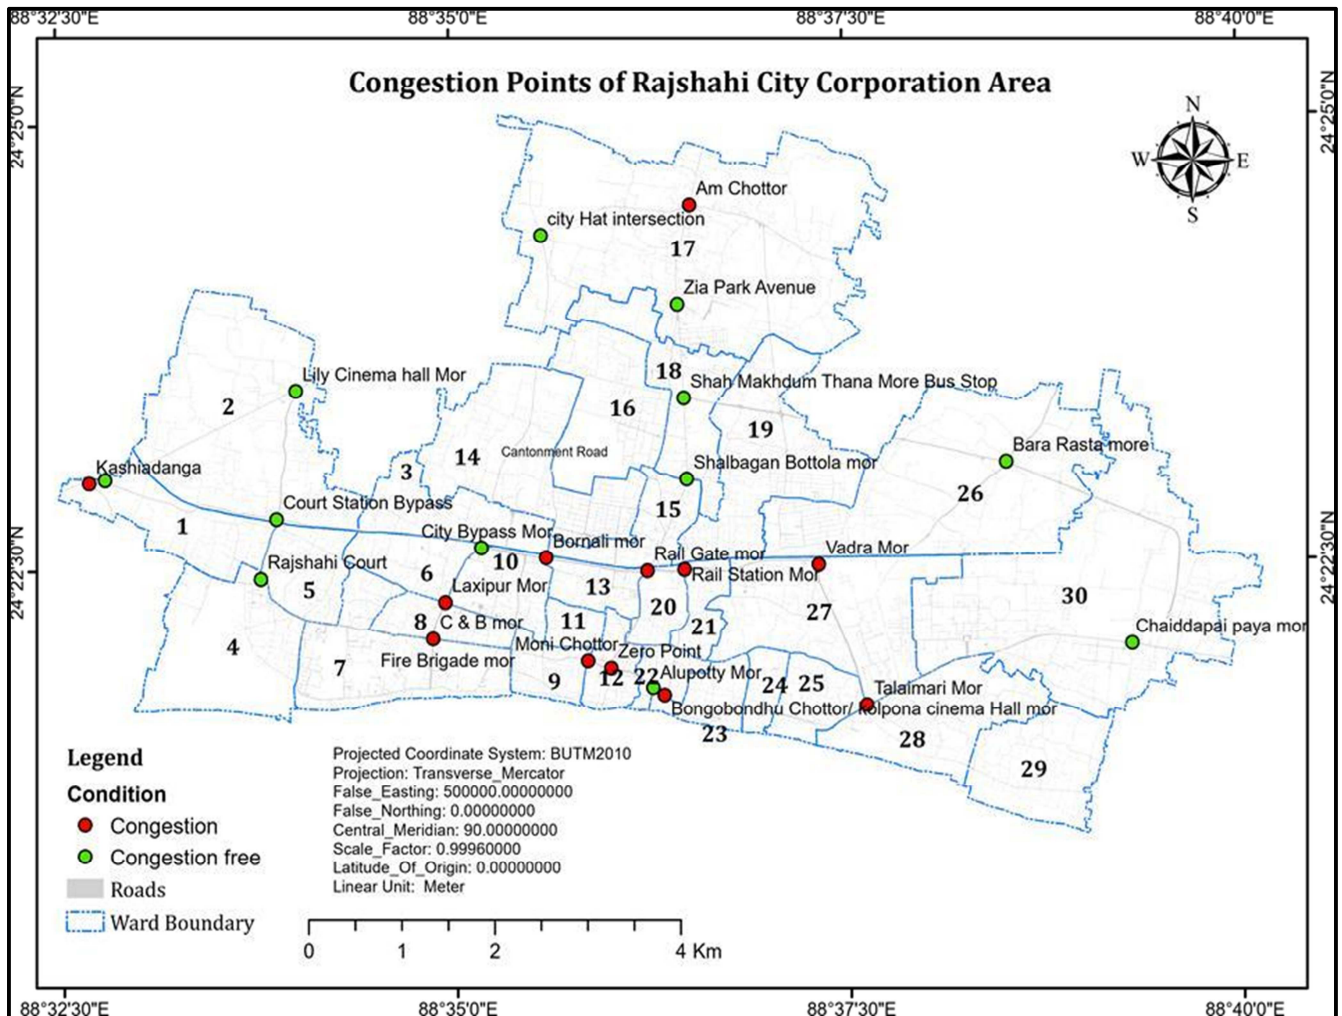 88°32'30"E
88°35'0"E
88°37'30"E
88°40'0"E
Congestion Points of Rajshahi City Corporation Area
24°25'0"N
24°25'0"N
N
W
E
S
Am Chottor
city Hat intersection
17
Zia Park Avenue
18
Lily Cinema hall Mor
Shah Makhdum Thana More Bus Stop
2
16
19
Bara Rasta more
14
Cantonment Road
Kashiadanga
3
Shalbagan Bottola mor
26
Court Station Bypass
15
1
City Bypass Mor
Bornali mor
Vadra Mor
24°22'30"N
24°22'30"N
Rajshahi Court
10
Rail Gate mor
6
Rail Station Mor
5
Laxipur Mor
13
30
20
27
8
C & B mor
11
21
Chaiddapai paya mor
4
Moni Chottor
Zero Point
7
Fire Brigade mor
9
12
22
Alupotty Mor
24
25
Talaimari Mor
Bongobondhu Chottor/ kolpona cinema Hall mor
23
28
29
Legend
Condition
Congestion
Congestion free
Roads
Ward Boundary
Projected Coordinate System: BUTM2010
Projection: Transverse_Mercator
False_Easting: 500000.00000000
False_Northing: 0.00000000
Central_Meridian: 90.00000000
Scale_Factor: 0.99960000
Latitude_Of_Origin: 0.00000000
Linear Unit: Meter
0 1 2 4 Km
88°32'30"E
88°35'0"E
88°37'30"E
88°40'0"E